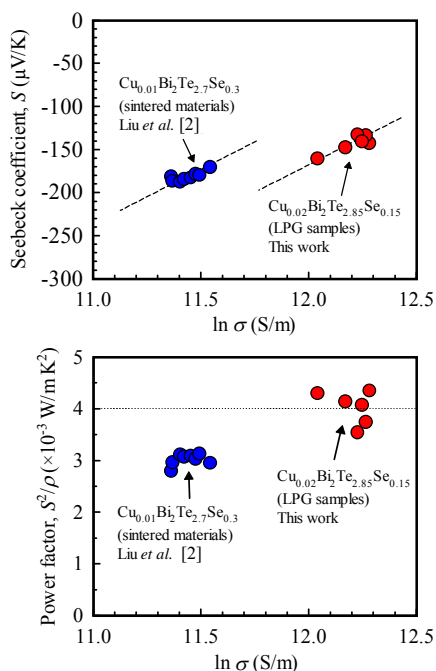 0
-50
-100
-150
-200
-250
-300
Seebeck coefficient, S (μV/K)
Cu0.01Bi2Te2.7Se0.3
(sintered materials)
Liu et al. [2]
Cu0.02Bi2Te2.85Se0.15
(LPG samples)
This work
11.0 11.5 12.0 12.5
ln σ (S/m)
5
4
3
2
1
0
Power factor, S²/ρ (×10⁻³ W/m K²)
Cu0.02Bi2Te2.85Se0.15
(LPG samples)
This work
Cu0.01Bi2Te2.7Se0.3
(sintered materials)
Liu et al. [2]
11.0 11.5 12.0 12.5
ln σ (S/m)